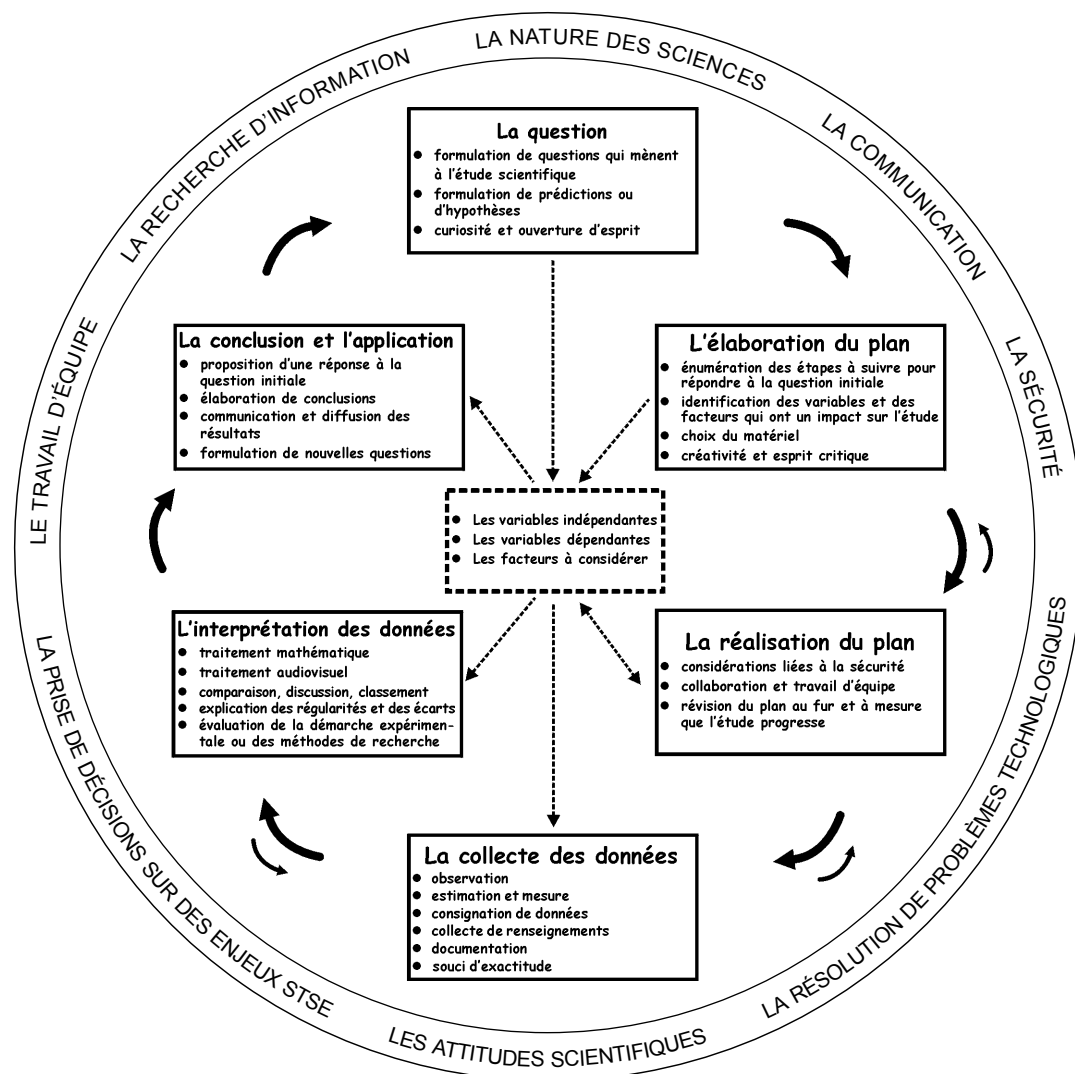 LA NATURE DES SCIENCES
LA COMMUNICATION
LA SÉCURITÉ
LA RÉSOLUTION DE PROBLÈMES TECHNOLOGIQUES
LES ATTITUDES SCIENTIFIQUES
LA PRISE DE DÉCISIONS SUR DES ENJEUX STSE
LE TRAVAIL D'ÉQUIPE
LA RECHERCHE D'INFORMATION
La question
● formulation de questions qui mènent
à l'étude scientifique
● formulation de prédictions ou
d'hypothèses
● curiosité et ouverture d'esprit
L'élaboration du plan
● énumération des étapes à suivre pour
répondre à la question initiale
● identification des variables et des
facteurs qui ont un impact sur l'étude
● choix du matériel
● créativité et esprit critique
La réalisation du plan
● considérations liées à la sécurité
● collaboration et travail d'équipe
● révision du plan au fur et à mesure
que l'étude progresse
La collecte des données
● observation
● estimation et mesure
● consignation de données
● collecte de renseignements
● documentation
● souci d'exactitude
L'interprétation des données
● traitement mathématique
● traitement audiovisuel
● comparaison, discussion, classement
● explication des régularités et des écarts
● évaluation de la démarche expérimen-
tale ou des méthodes de recherche
La conclusion et l'application
● proposition d'une réponse à la
question initiale
● élaboration de conclusions
● communication et diffusion des
résultats
● formulation de nouvelles questions
● Les variables indépendantes
● Les variables dépendantes
● Les facteurs à considérer